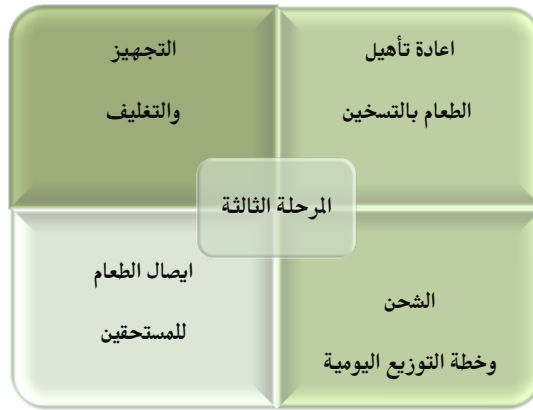 اعادة تأهيل
الطعام بالتسخين
التجهيز
والتغليف
المرحلة الثالثة
الشحن
وخطة التوزيع اليومية
ايصال الطعام
للمستحقين